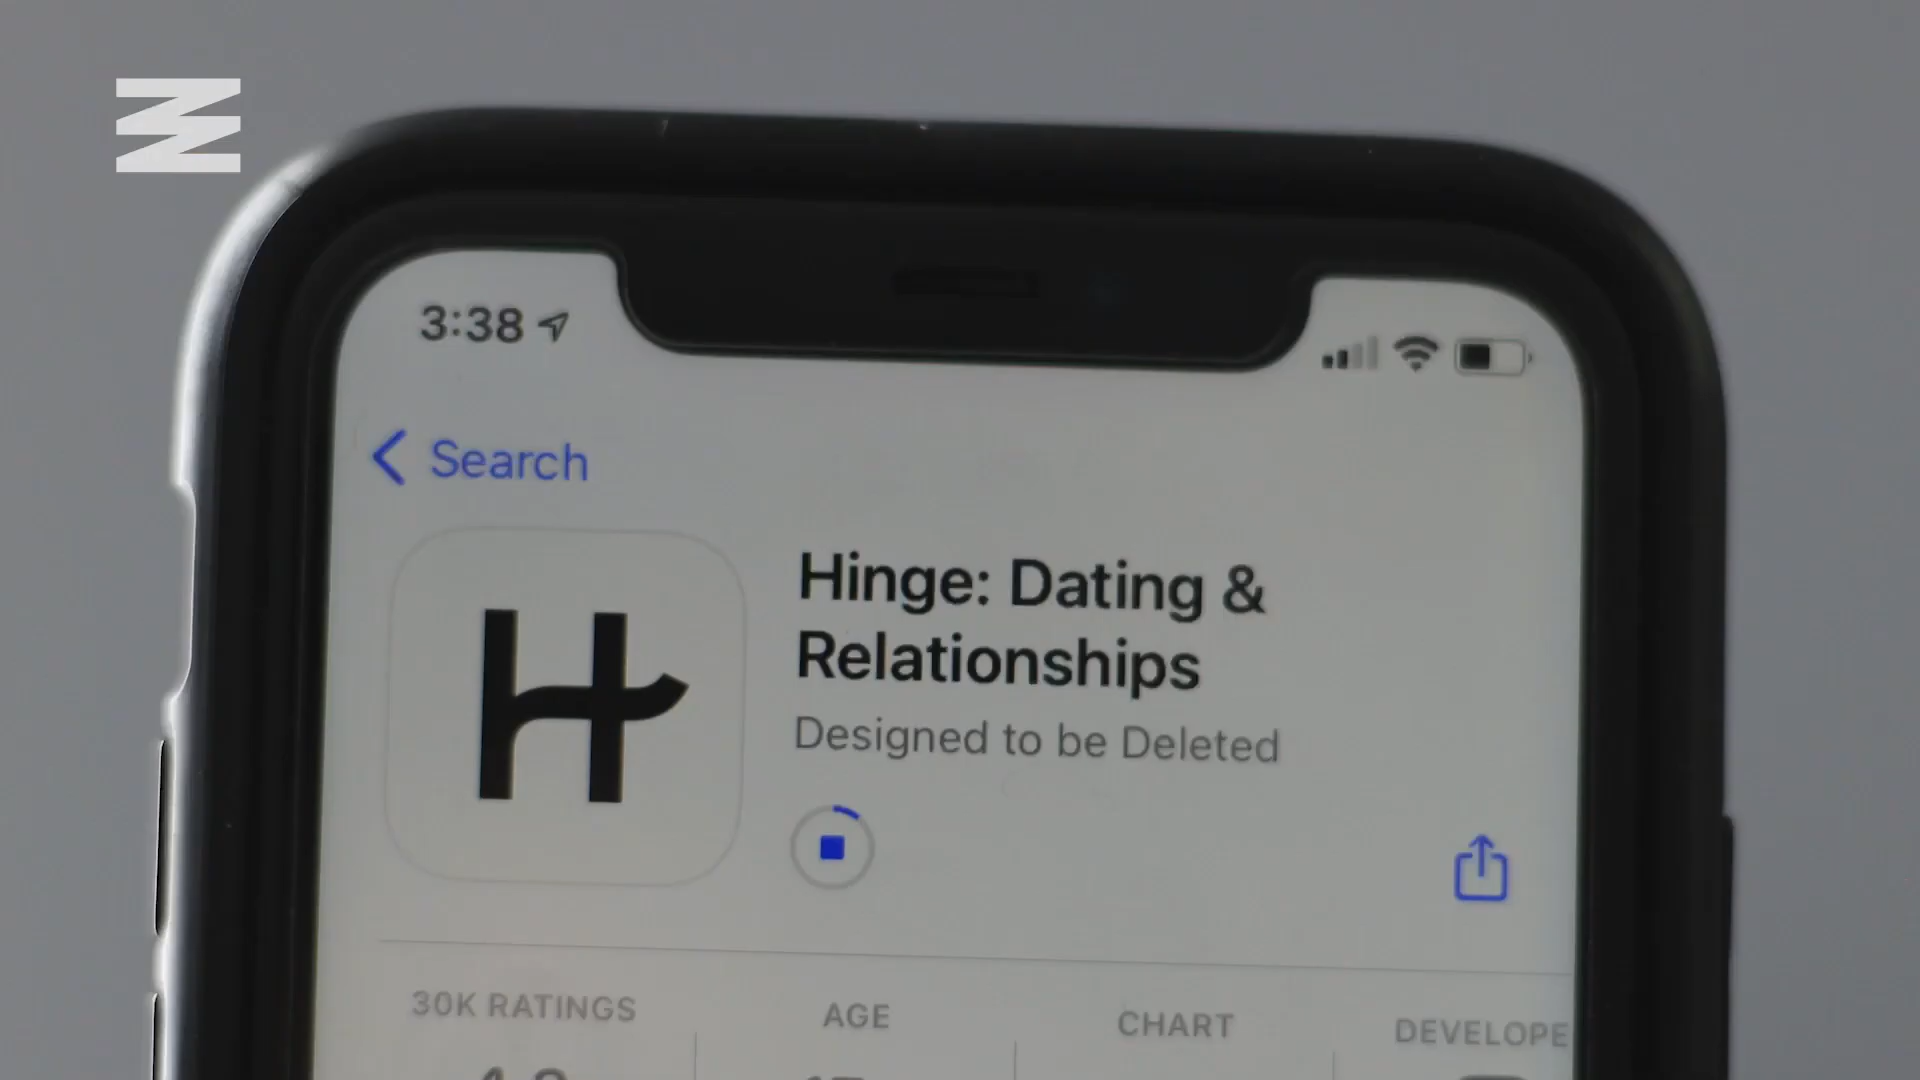 3:38
Search
Hinge: Dating &
Relationships
Designed to be Deleted
30K RATINGS
AGE
CHART
DEVELOPE